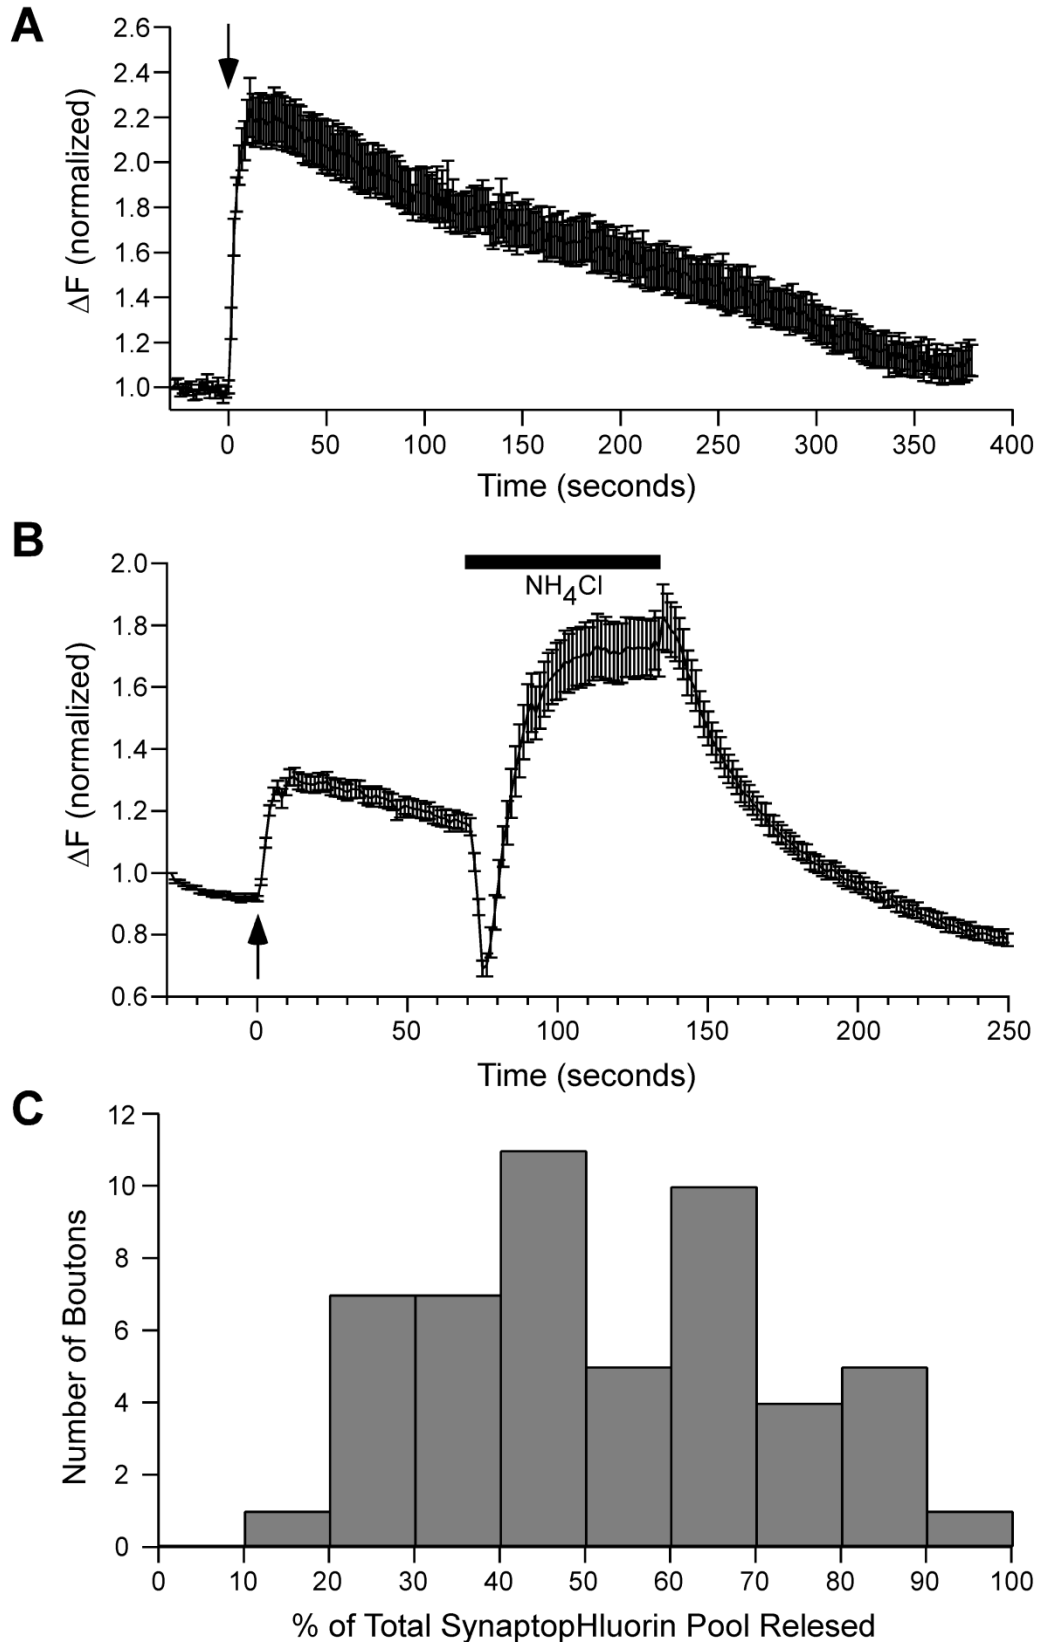 A
2.6
2.4
2.2
2.0
1.8
1.6
1.4
1.2
1.0
ΔF (normalized)
0 50 100 150 200 250 300 350 400
Time (seconds)
B
2.0
1.8
1.6
1.4
1.2
1.0
0.8
0.6
ΔF (normalized)
NH4Cl
0 50 100 150 200 250
Time (seconds)
C
12
10
8
6
4
2
0
Number of Boutons
0 10 20 30 40 50 60 70 80 90 100
% of Total SynaptopHluorin Pool Relesed